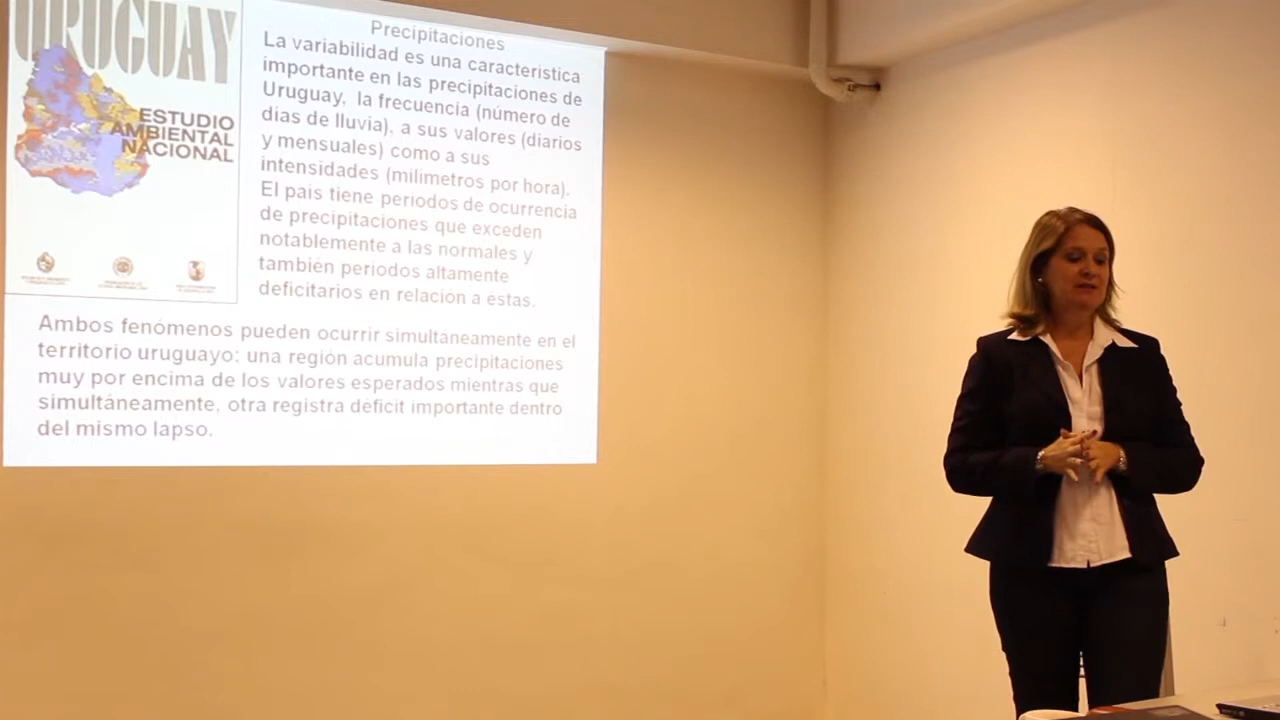 URUGUAY
ESTUDIO
AMBIENTAL
NACIONAL
Precipitaciones
La variabilidad es una característica
importante en las precipitaciones de
Uruguay, la frecuencia (número de
días de lluvia), a sus valores (diarios
y mensuales) como a sus
intensidades (milímetros por hora).
El país tiene períodos de ocurrencia
de precipitaciones que exceden
notablemente a las normales y
también períodos altamente
deficitarios en relación a estas.
Ambos fenómenos pueden ocurrir simultáneamente en el
territorio uruguayo: una región acumula precipitaciones
muy por encima de los valores esperados mientras que
simultáneamente, otra registra déficit importante dentro
del mismo lapso.